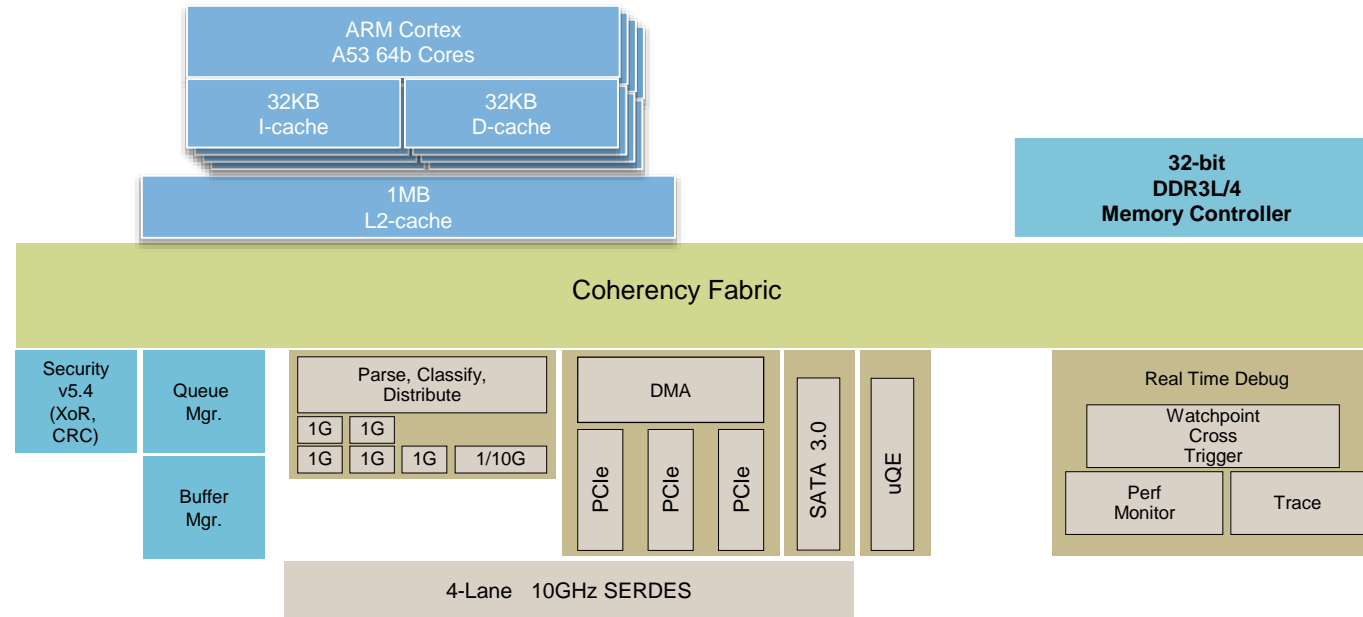 ARM Cortex
A53 64b Cores
32KB
I-cache
32KB
D-cache
1MB
L2-cache
32-bit
DDR3L/4
Memory Controller
Coherency Fabric
Security
v5.4
(XoR,
CRC)
Queue
Mgr.
Buffer
Mgr.
Parse, Classify,
Distribute
1G
1G
1G
1G
1G
1/10G
DMA
PCIe
PCIe
PCIe
SATA 3.0
uQE
Real Time Debug
Watchpoint
Cross
Trigger
Perf
Monitor
Trace
4-Lane 10GHz SERDES